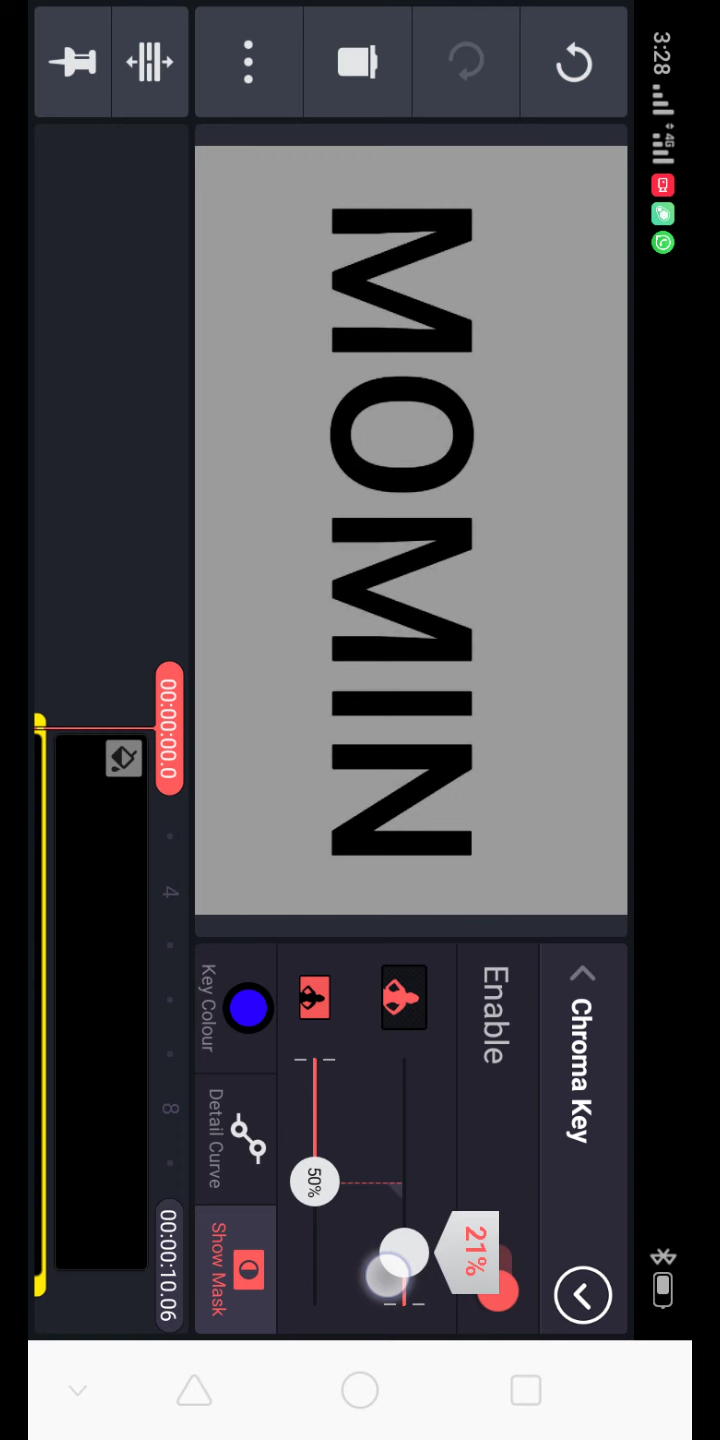 3:28
4G
MOMIN
Chroma Key
Enable
21%
50%
Key Colour
Detail Curve
Show Mask
00:00:00.0
4
8
00:00:10.06